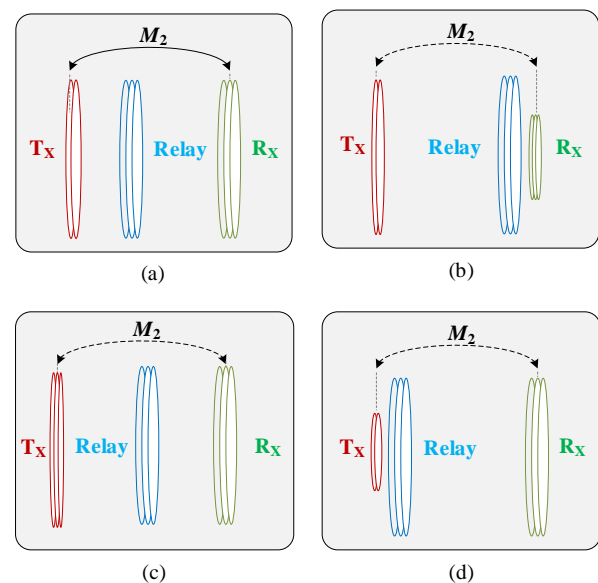 M₂
Tₓ Relay Rₓ
(a)
M₂
Tₓ Relay Rₓ
(b)
M₂
Tₓ Relay Rₓ
(c)
M₂
Tₓ Relay Rₓ
(d)